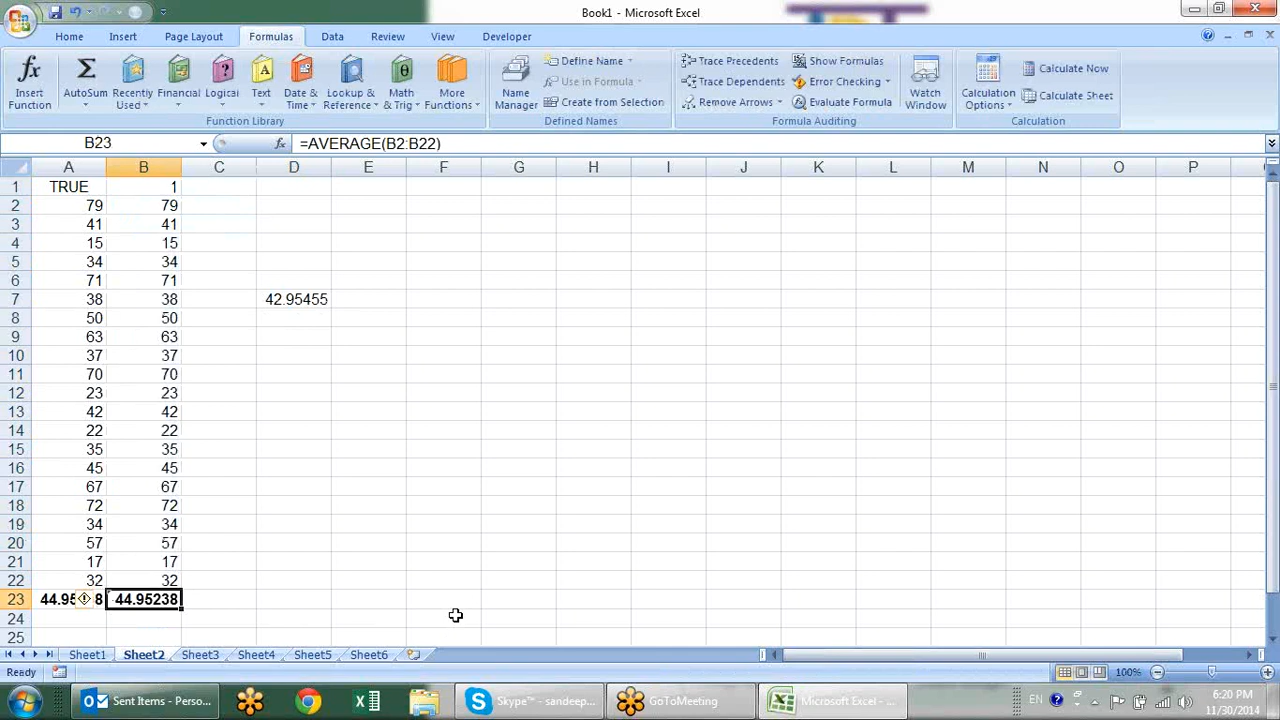 Book1 - Microsoft Excel
Home Insert Page Layout Formulas Data Review View Developer
Insert Function
AutoSum
Recently Used
Financial
Logical
Text
Date & Time
Lookup & Reference
Math & Trig
More Functions
Function Library
Name Manager
Define Name
Use in Formula
Create from Selection
Defined Names
Trace Precedents
Trace Dependents
Remove Arrows
Show Formulas
Error Checking
Evaluate Formula
Formula Auditing
Watch Window
Calculation Options
Calculate Now
Calculate Sheet
Calculation
B23 fx =AVERAGE(B2:B22)
A B C D E F G H I J K L M N O P
1 TRUE 1
2 79 79
3 41 41
4 15 15
5 34 34
6 71 71
7 38 38 42.95455
8 50 50
9 63 63
10 37 37
11 70 70
12 23 23
13 42 42
14 22 22
15 35 35
16 45 45
17 67 67
18 72 72
19 34 34
20 57 57
21 17 17
22 32 32
23 44.95 8 44.95238
24
25
Sheet1 Sheet2 Sheet3 Sheet4 Sheet5 Sheet6
Ready 100%
Sent Items - Perso...
Skype™ - sandeep...
GoToMeeting
Microsoft Excel - ...
EN
6:20 PM
11/30/2014